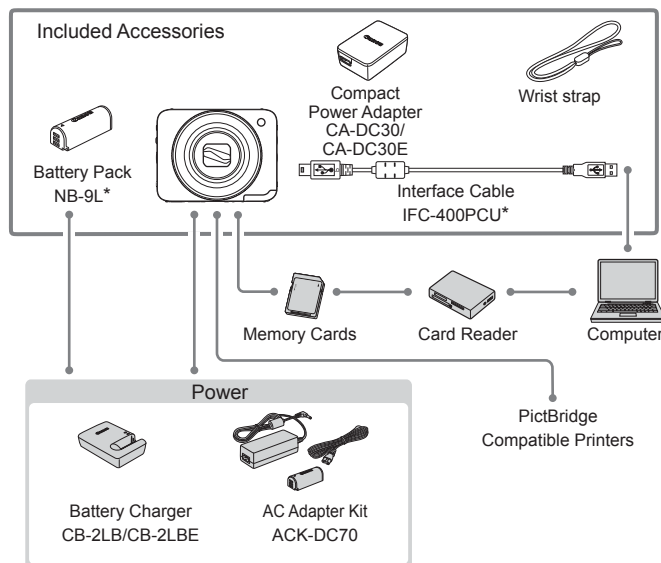 Included Accessories
Compact
Power Adapter
CA-DC30/
CA-DC30E
Wrist strap
Battery Pack
NB-9L*
Interface Cable
IFC-400PCU*
Memory Cards
Card Reader
Computer
Power
PictBridge
Compatible Printers
Battery Charger
CB-2LB/CB-2LBE
AC Adapter Kit
ACK-DC70